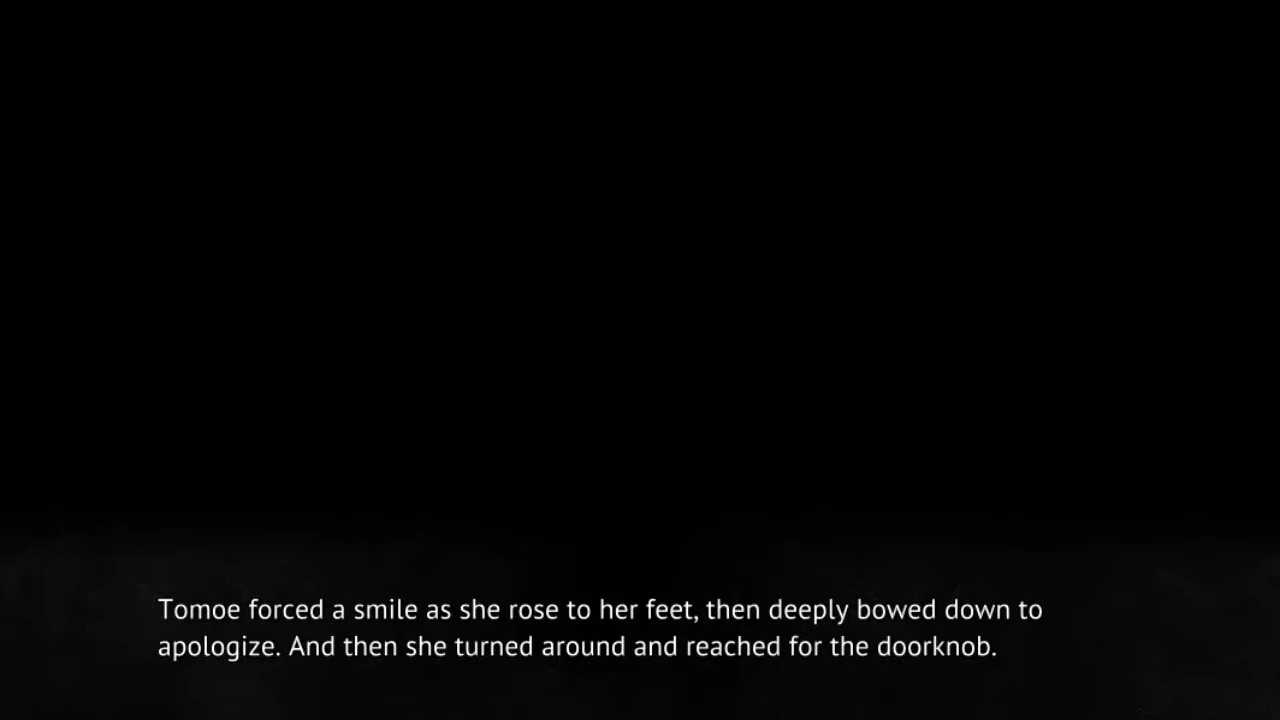 Tomoe forced a smile as she rose to her feet, then deeply bowed down to
apologize. And then she turned around and reached for the doorknob.